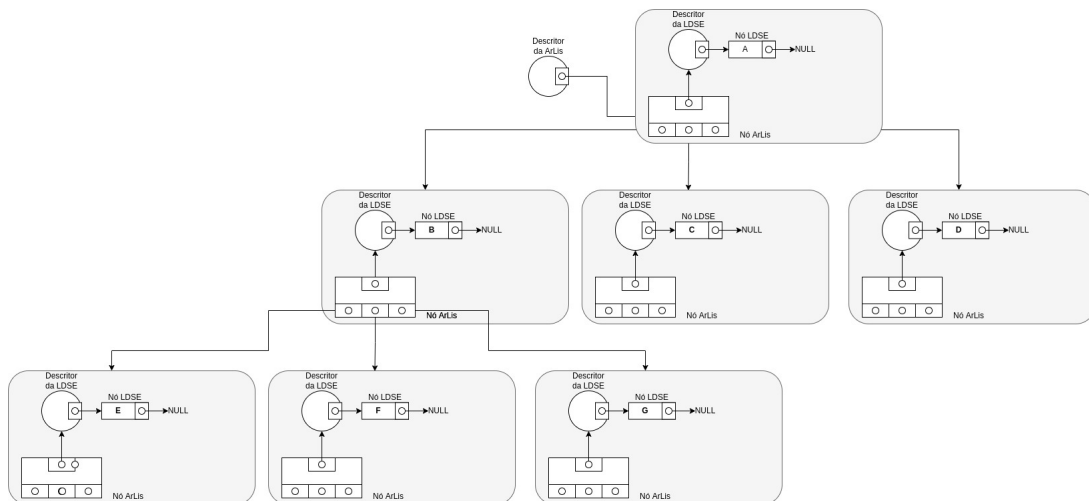 Descritor
da LDSE
Nó LDSE
A
NULL
Descritor
da ArLis
Nó ArLis
Descritor
da LDSE
Nó LDSE
B
NULL
Nó ArLis
Descritor
da LDSE
Nó LDSE
C
NULL
Nó ArLis
Descritor
da LDSE
Nó LDSE
D
NULL
Nó ArLis
Descritor
da LDSE
Nó LDSE
E
NULL
Nó ArLis
Descritor
da LDSE
Nó LDSE
F
NULL
Nó ArLis
Descritor
da LDSE
Nó LDSE
G
NULL
Nó ArLis